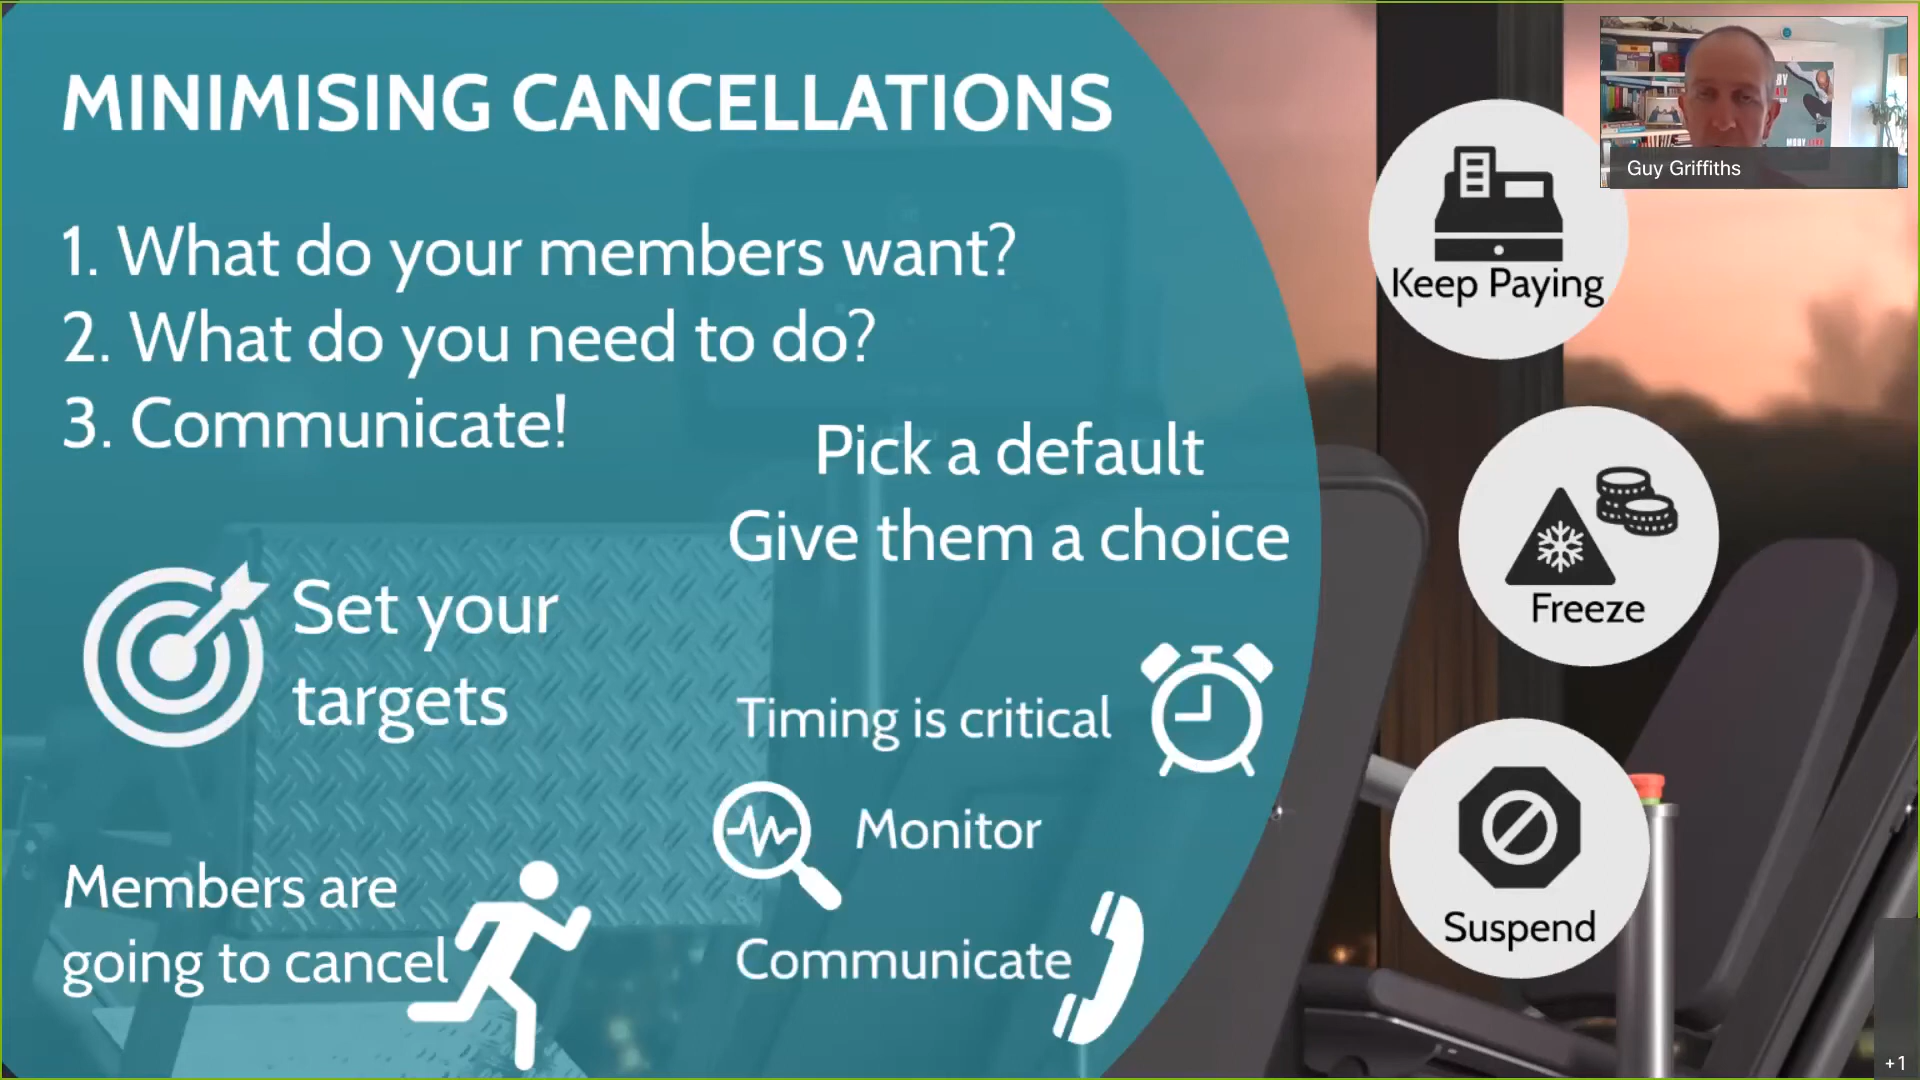 MINIMISING CANCELLATIONS
1. What do your members want?
2. What do you need to do?
3. Communicate!
Pick a default
Give them a choice
Set your
targets
Timing is critical
Monitor
Members are
going to cancel
Communicate
Keep Paying
Freeze
Suspend
Guy Griffiths
+1